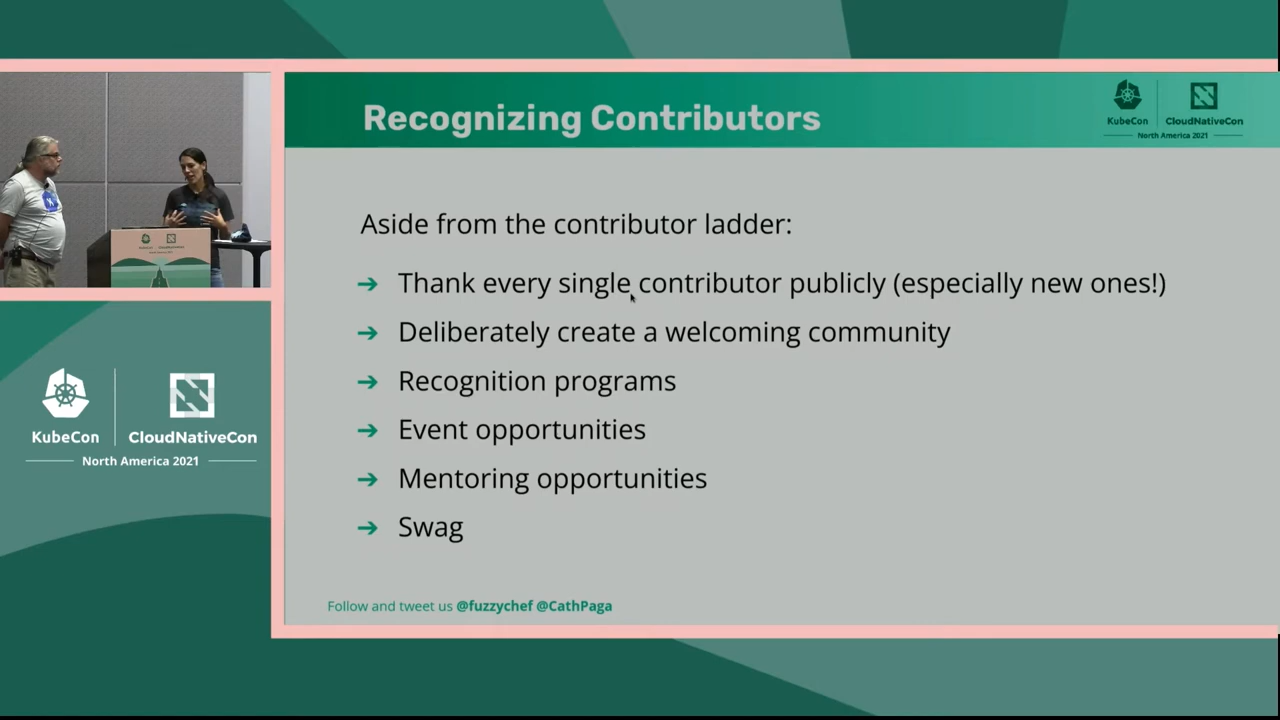 Recognizing Contributors
KubeCon
CloudNativeCon
North America 2021
Aside from the contributor ladder:
➔ Thank every single contributor publicly (especially new ones!)
➔ Deliberately create a welcoming community
➔ Recognition programs
➔ Event opportunities
➔ Mentoring opportunities
➔ Swag
Follow and tweet us @fuzzychef @CathPaga
KubeCon
CloudNativeCon
North America 2021